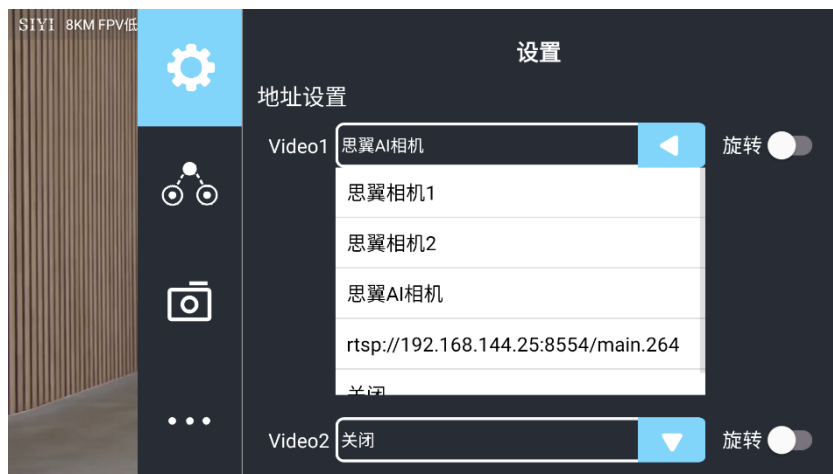 SIYI 8KM FPV低
设置
地址设置
Video1 思翼AI相机 旋转
思翼相机1
思翼相机2
思翼AI相机
rtsp://192.168.144.25:8554/main.264
关闭
Video2 关闭 旋转